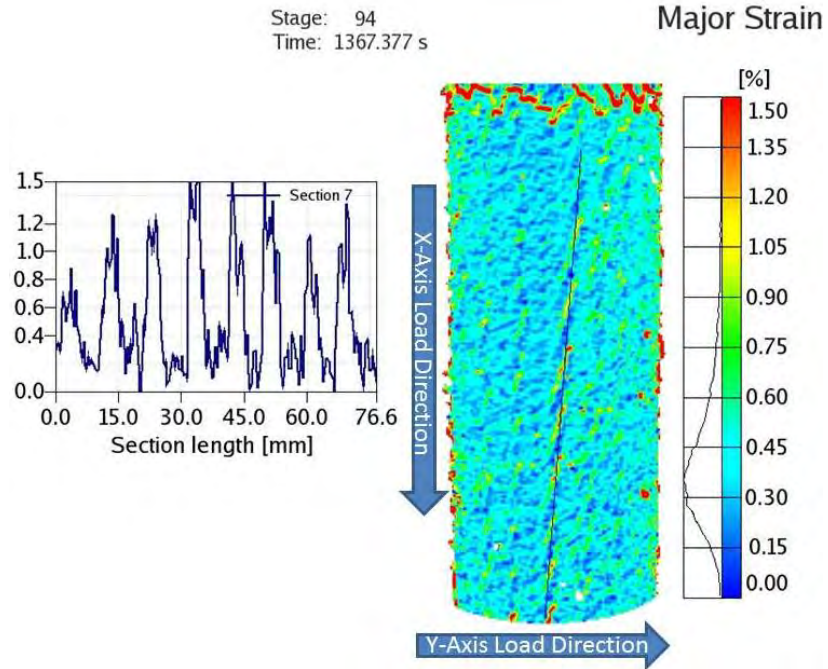 Stage: 94
Time: 1367.377 s
Major Strain
[%]
1.50
1.35
1.20
1.05
0.90
0.75
0.60
0.45
0.30
0.15
0.00
1.5
1.2
1.0
0.8
0.6
0.4
0.0
Section 7
0.0 15.0 30.0 45.0 60.0 76.6
Section length [mm]
X-Axis Load Direction
Y-Axis Load Direction